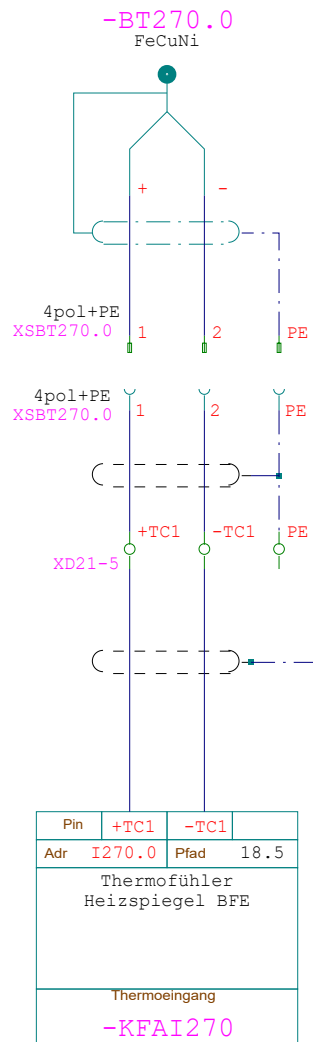 -BT270.0
FeCuNi
+ -
4pol+PE
XSBT270.0 1 2 PE
4pol+PE
XSBT270.0 1 2 PE
+TC1 -TC1 PE
XD21-5
Pin +TC1 -TC1
Adr I270.0 Pfad 18.5
Thermofühler
Heizspiegel BFE
Thermoeingang
-KFAI270